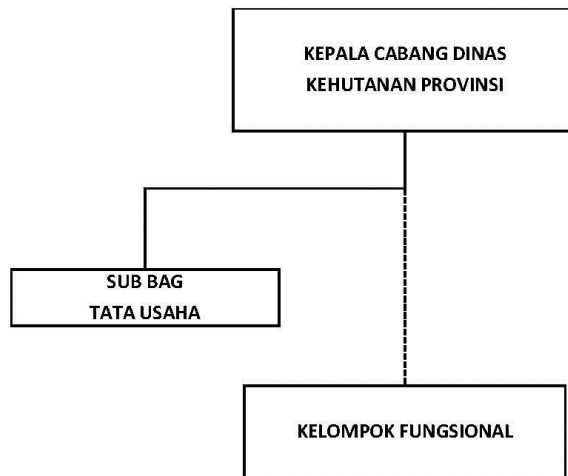 KEPALA CABANG DINAS
KEHUTANAN PROVINSI
SUB BAG
TATA USAHA
KELOMPOK FUNGSIONAL